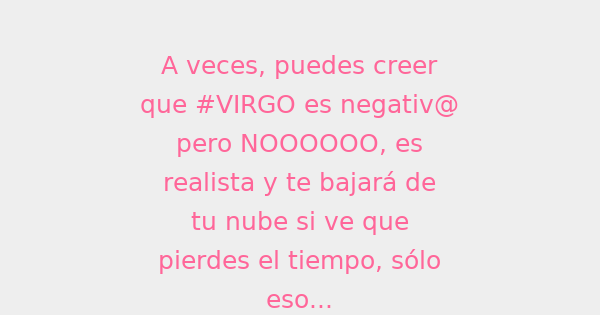 A veces, puedes creer
que #VIRGO es negativ@
pero NOOOOOO, es
realista y te bajará de
tu nube si ve que
pierdes el tiempo, sólo
eso...